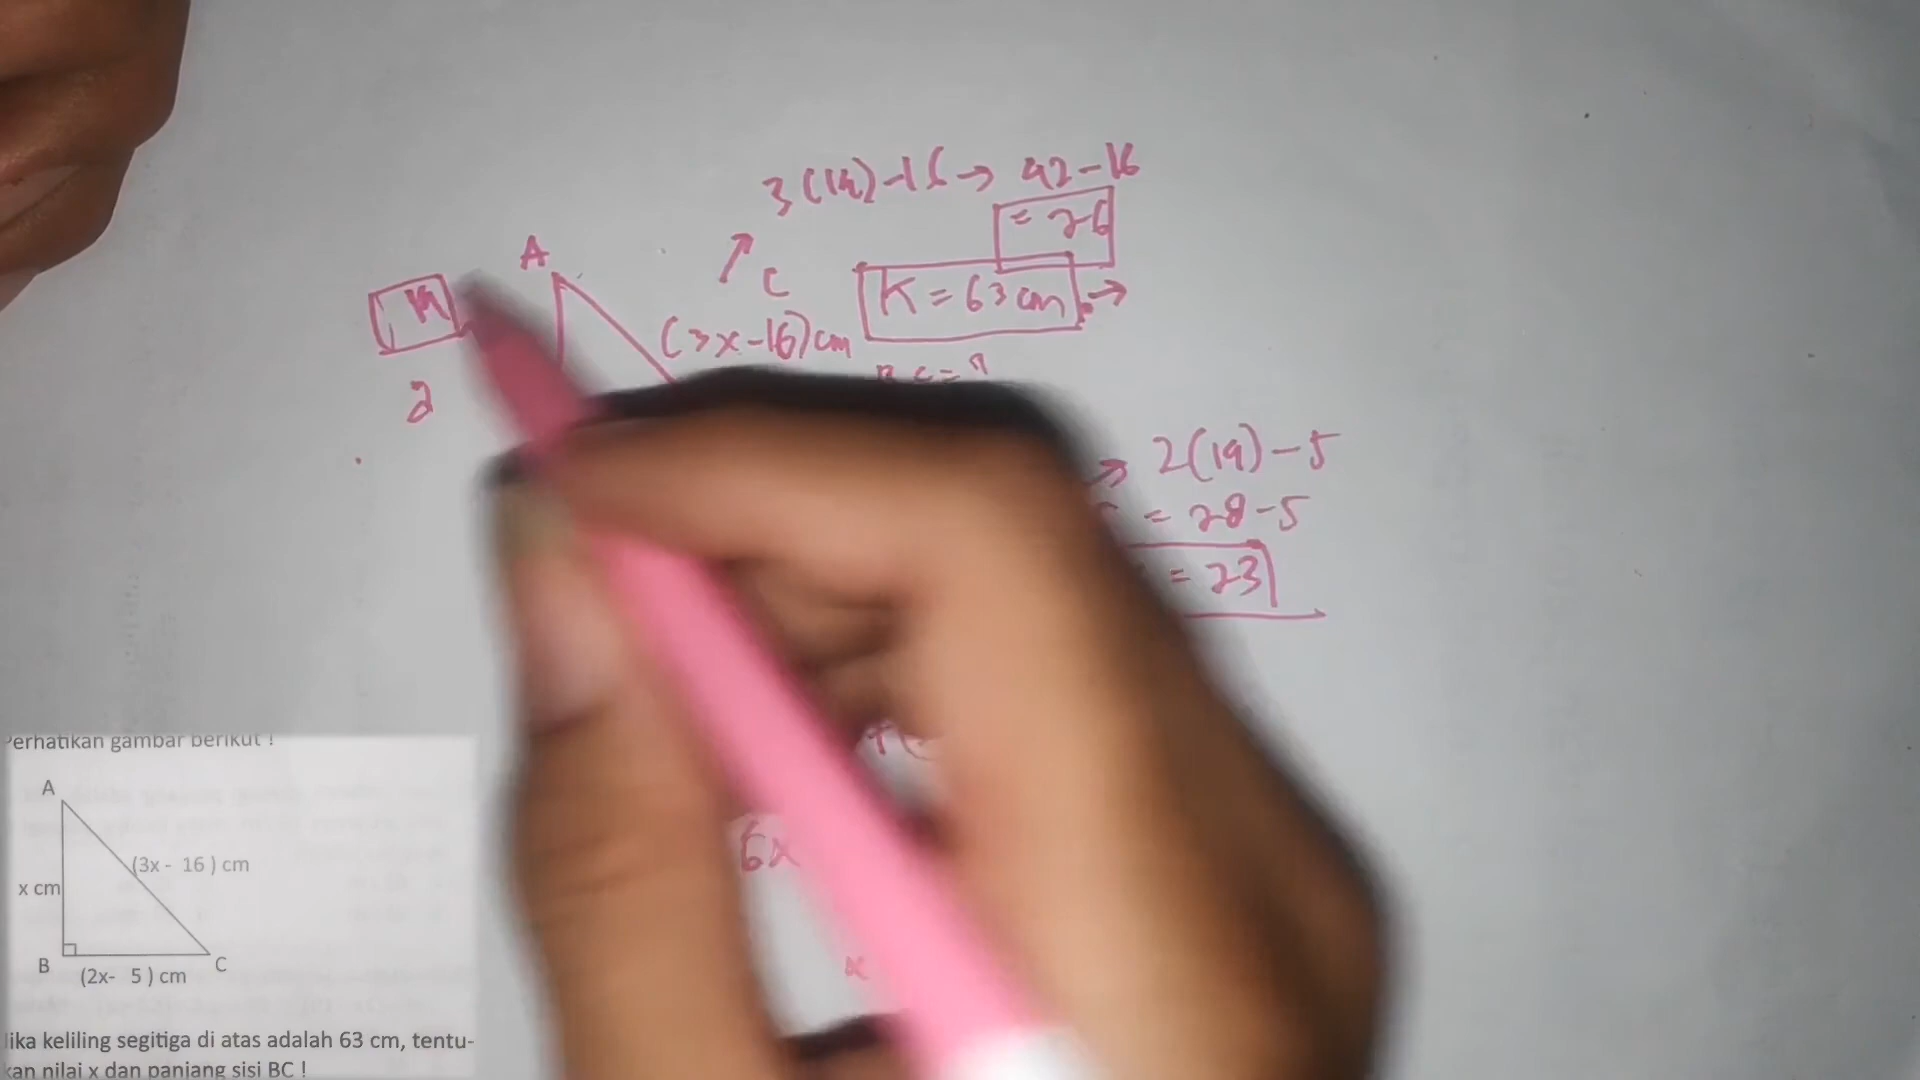 3(14)-16→ 42-16
= 26
A
14
C
K = 63 cm →
(3x-16)cm
2
→ 2(14)-5
= 28-5
= 23
6x
x
Perhatikan gambar berikut !
A
(3x - 16 ) cm
x cm
B
C
(2x- 5 ) cm
Jika keliling segitiga di atas adalah 63 cm, tentu-
kan nilai x dan panjang sisi BC !